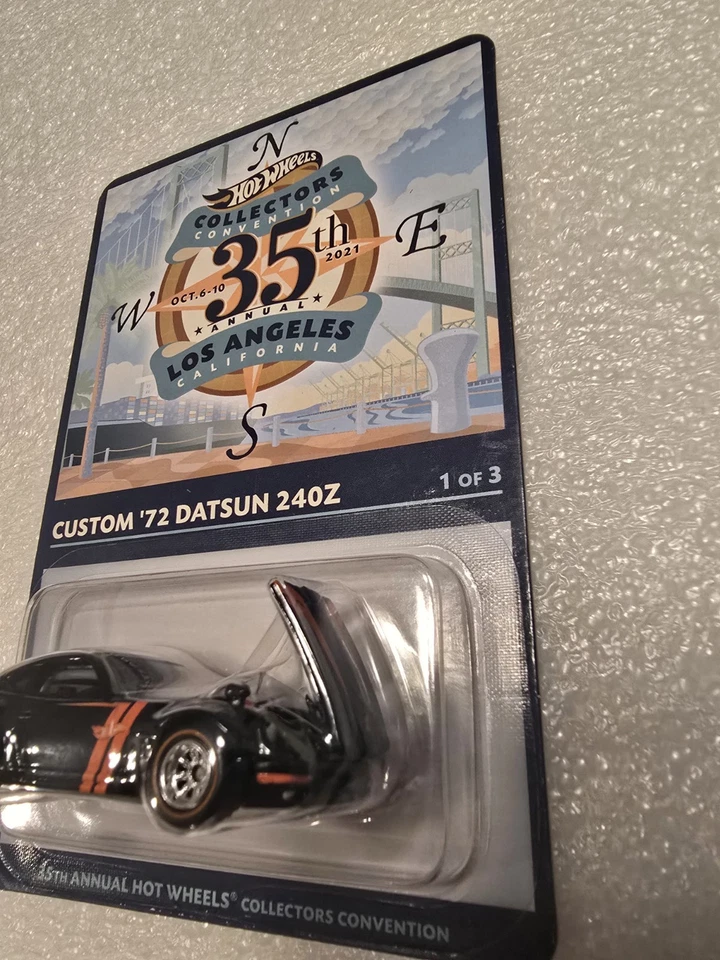 N
HOT WHEELS
COLLECTORS
CONVENTION
35th
OCT. 6-10
2021
W
E
★ ANNUAL ★
LOS ANGELES
CALIFORNIA
S
1 OF 3
CUSTOM '72 DATSUN 240Z
35TH ANNUAL HOT WHEELS® COLLECTORS CONVENTION